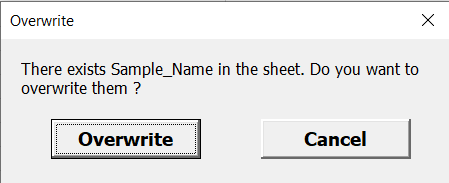 Overwrite
There exists Sample_Name in the sheet. Do you want to
overwrite them ?
Overwrite
Cancel